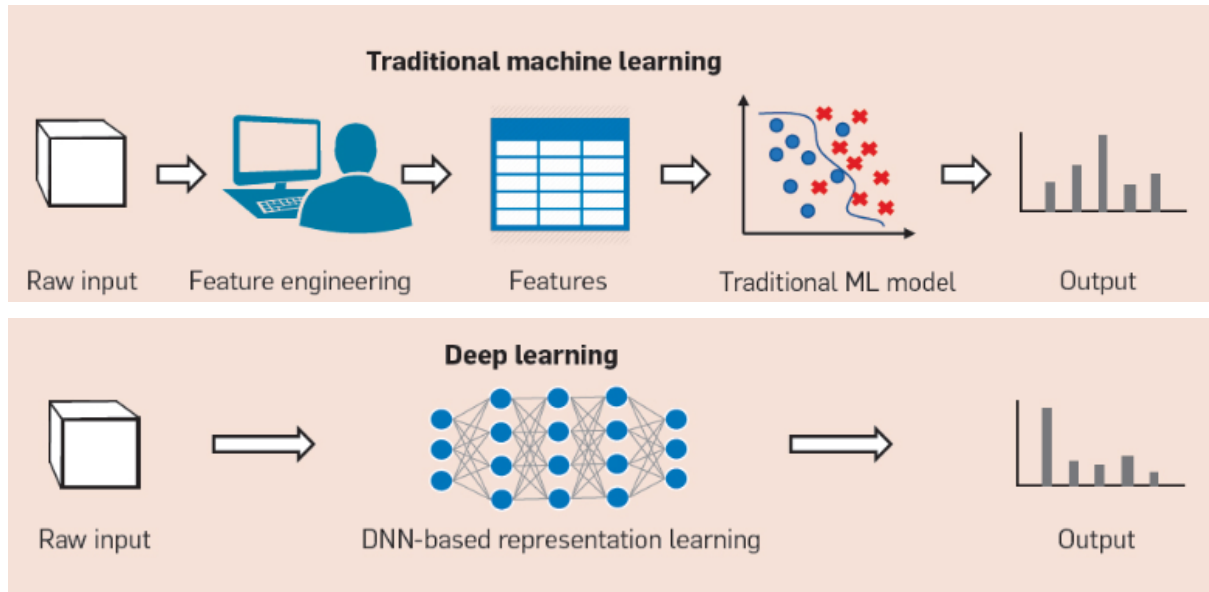 Traditional machine learning
Raw input
Feature engineering
Features
Traditional ML model
Output
Deep learning
Raw input
DNN-based representation learning
Output